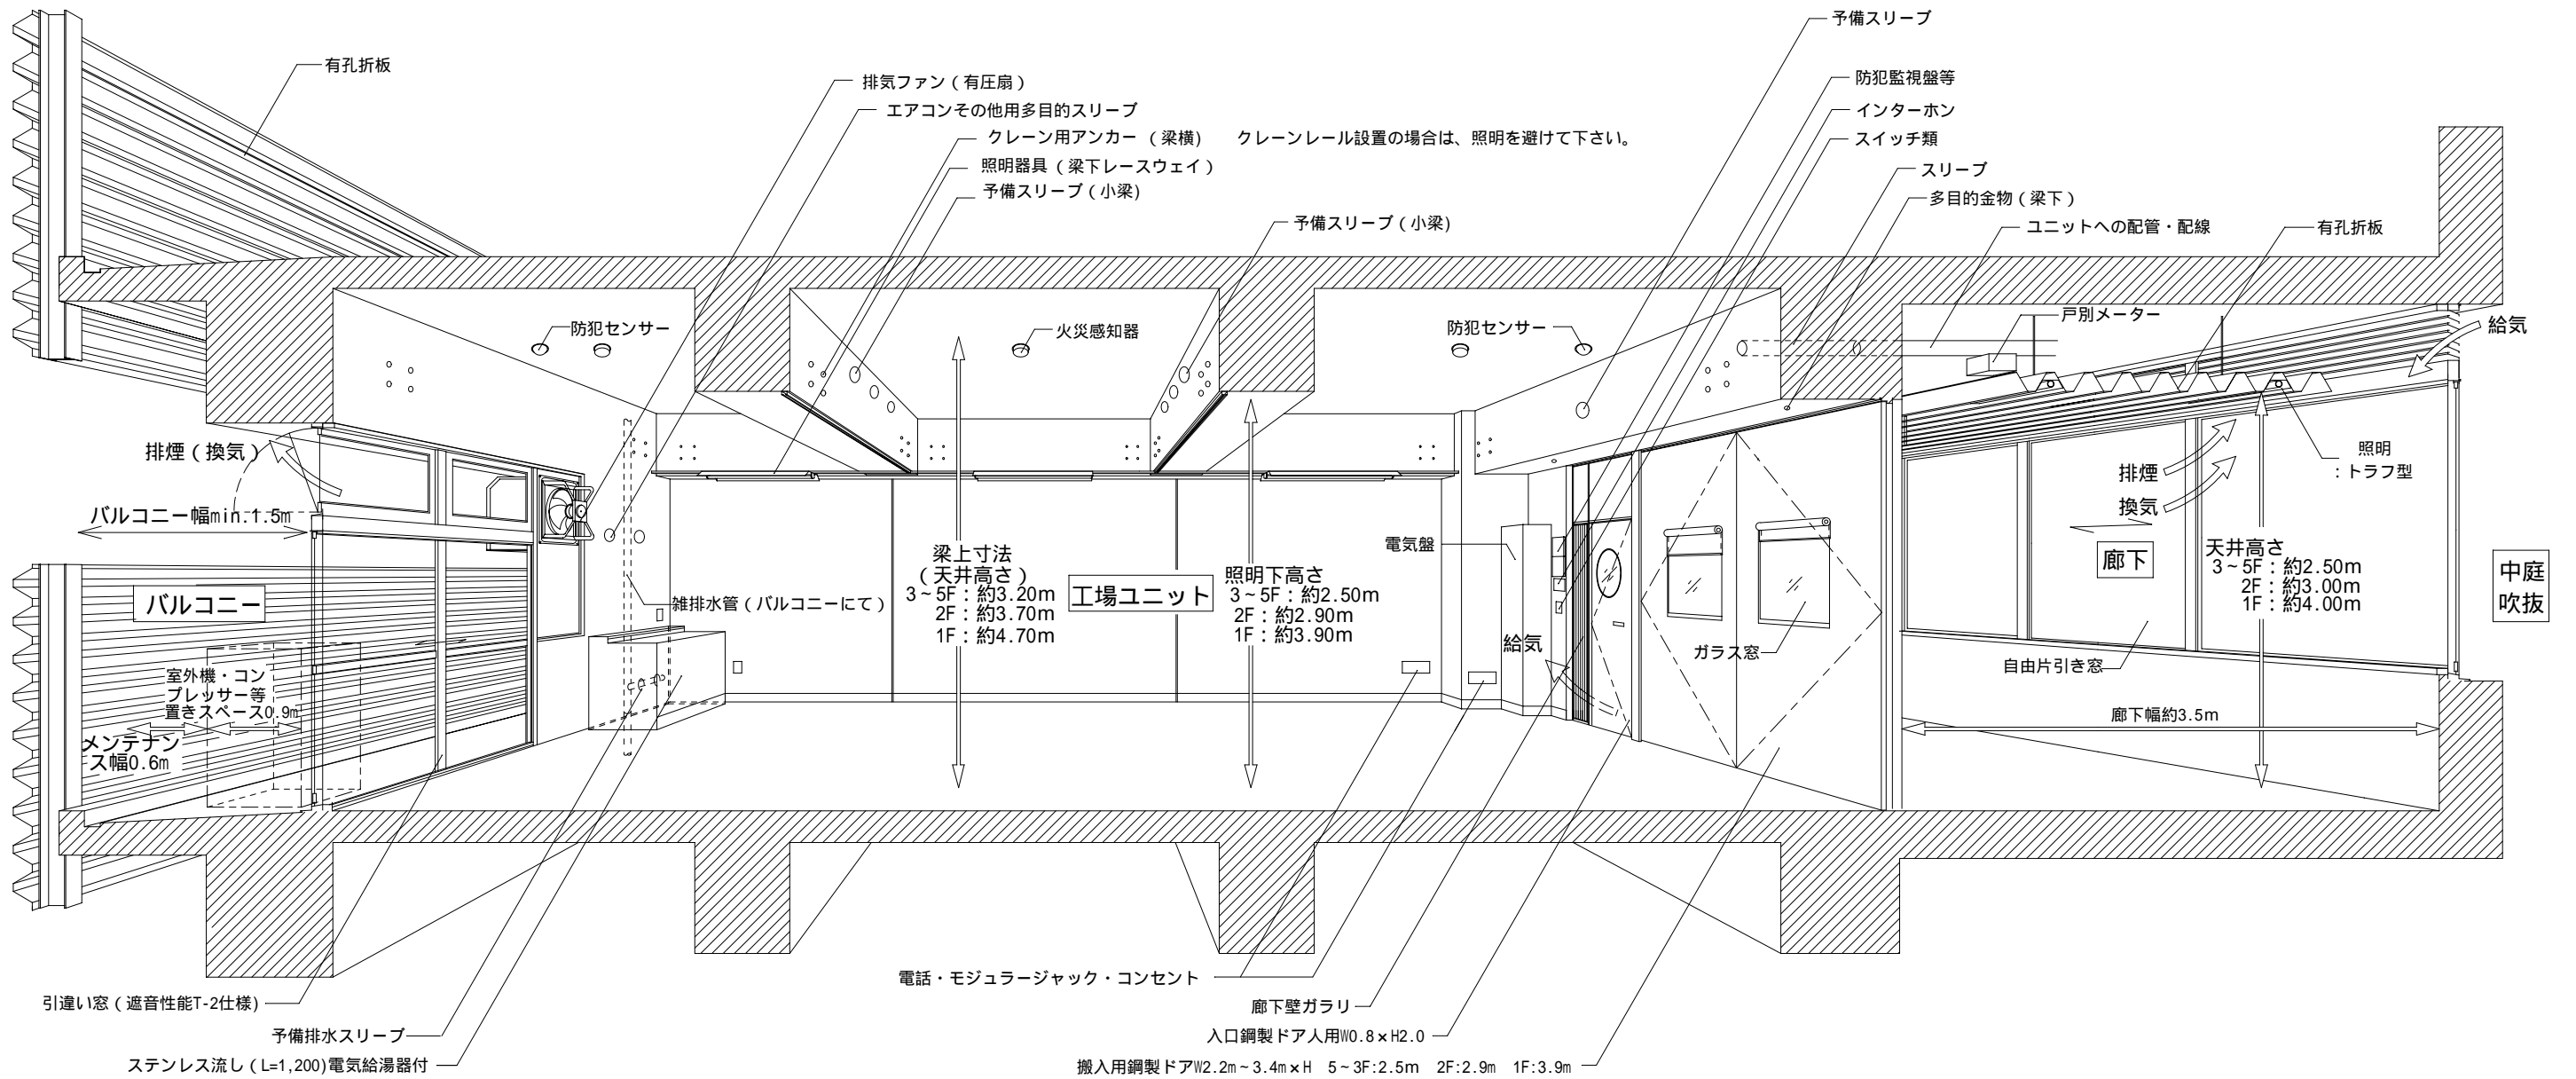 予備スリーブ
有孔折板
排気ファン（有圧扇）
防犯監視盤等
エアコンその他用多目的スリーブ
インターホン
クレーン用アンカー（梁横)　クレーンレール設置の場合は、照明を避けて下さい。
スイッチ類
照明器具（梁下レースウェイ）
スリーブ
予備スリーブ（小梁)
多目的金物（梁下）
予備スリーブ（小梁)
ユニットへの配管・配線
有孔折板
防犯センサー
火災感知器
防犯センサー
戸別メーター
給気
排煙（換気）
照明
：トラフ型
排煙
換気
バルコニー幅min.1.5m
電気盤
梁上寸法
（天井高さ）
3～5F：約3.20m
2F：約3.70m
1F：約4.70m
工場ユニット
照明下高さ
3～5F：約2.50m
2F：約2.90m
1F：約3.90m
廊下
天井高さ
3～5F：約2.50m
2F：約3.00m
1F：約4.00m
中庭
吹抜
バルコニー
雑排水管（バルコニーにて）
給気
ガラス窓
自由片引き窓
室外機・コン
プレッサー等
置きスペース0.9m
メンテナン
ス幅0.6m
廊下幅約3.5m
電話・モジュラージャック・コンセント
引違い窓（遮音性能T-2仕様)
廊下壁ガラリ
予備排水スリーブ
入口鋼製ドア人用W0.8×H2.0
ステンレス流し（L=1,200)電気給湯器付
搬入用鋼製ドアW2.2m～3.4m×H　5～3F:2.5m　2F:2.9m　1F:3.9m